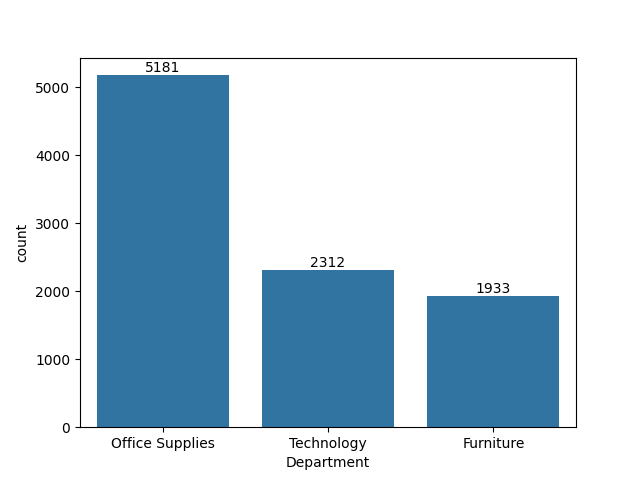 5181
2312
1933
5000
4000
3000
2000
1000
0
count
Office Supplies
Technology
Furniture
Department